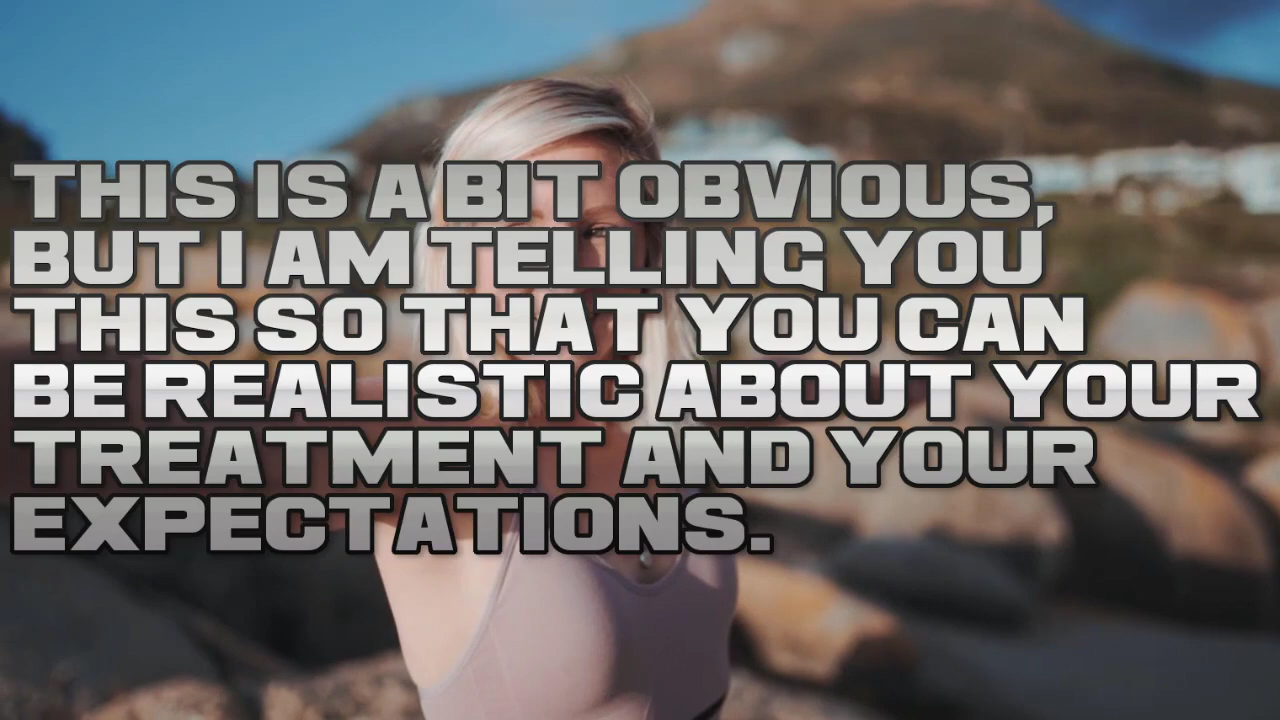 THIS IS A BIT OBVIOUS,
BUT I AM TELLING YOU
THIS SO THAT YOU CAN
BE REALISTIC ABOUT YOUR
TREATMENT AND YOUR
EXPECTATIONS.